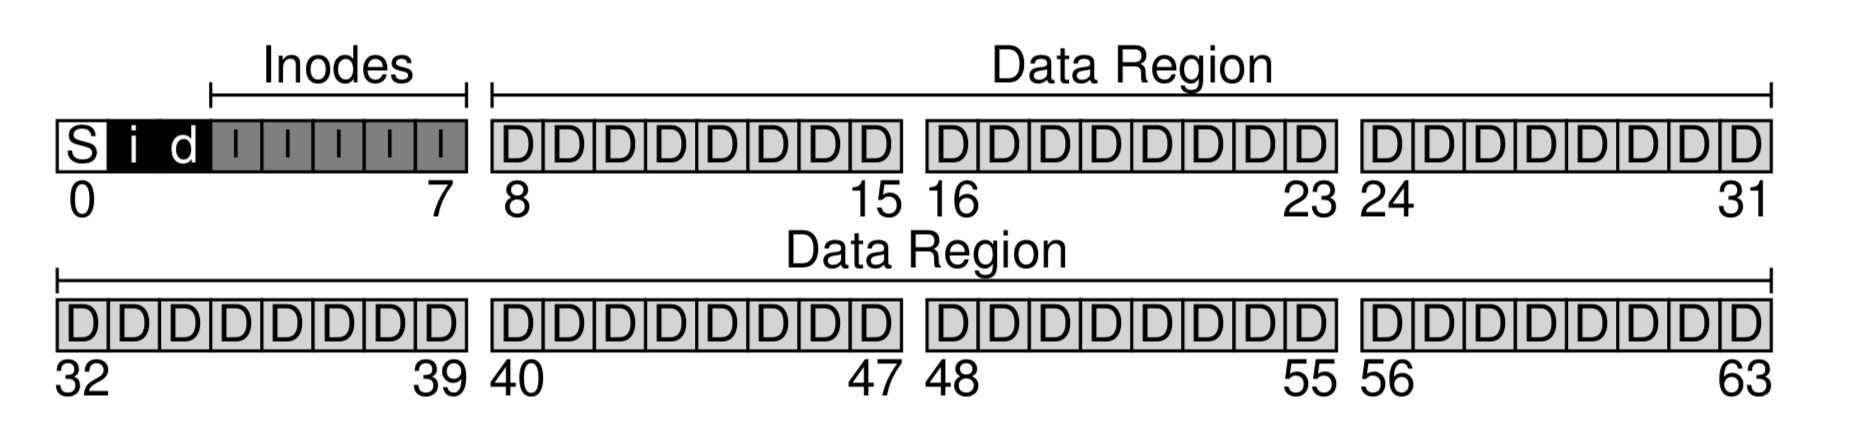 Inodes Data Region
S i d I I I I I D D D D D D D D D D D D D D D D D D D D D D D D
0 7 8 15 16 23 24 31
Data Region
D D D D D D D D D D D D D D D D D D D D D D D D D D D D D D D D
32 39 40 47 48 55 56 63